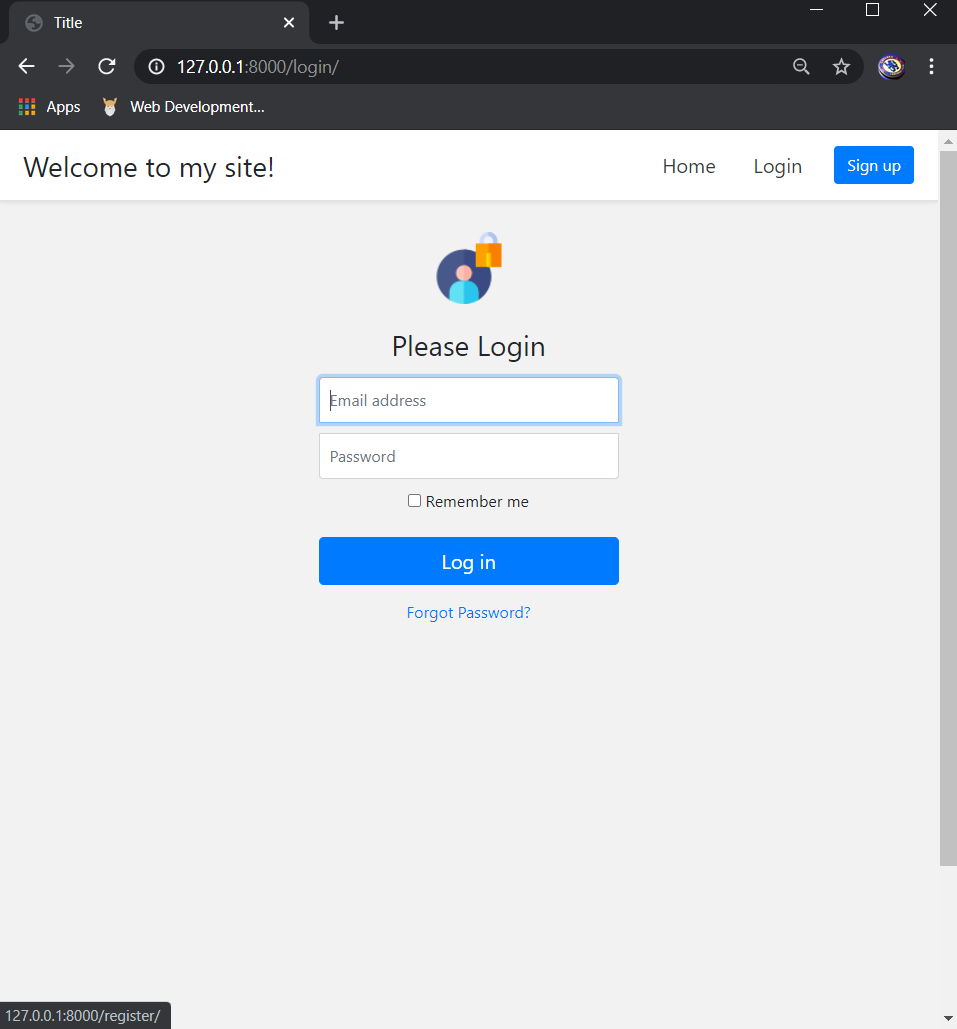 Title
127.0.0.1:8000/login/
Apps Web Development...
Welcome to my site! Home Login Sign up
Please Login
Email address
Password
Remember me
Log in
Forgot Password?
127.0.0.1:8000/register/